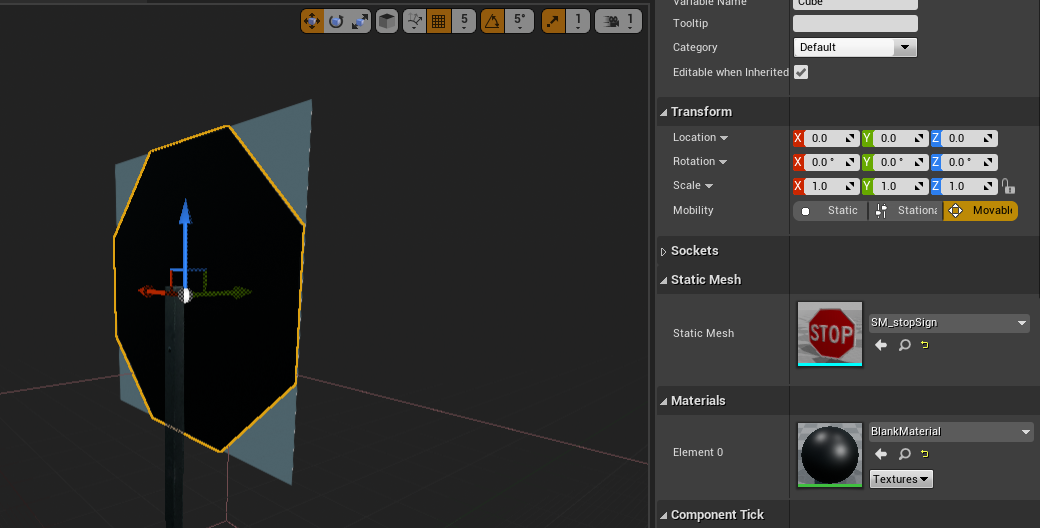 5
5°
1
1
Variable Name Cube
Tooltip
Category Default
Editable when Inherited
Transform
Location X 0.0 Y 0.0 Z 0.0
Rotation X 0.0 ° Y 0.0 ° Z 0.0 °
Scale X 1.0 Y 1.0 Z 1.0
Mobility Static Stationa Movabl
Sockets
Static Mesh
Static Mesh STOP SM_stopSign
Materials
Element 0 BlankMaterial
Textures
Component Tick